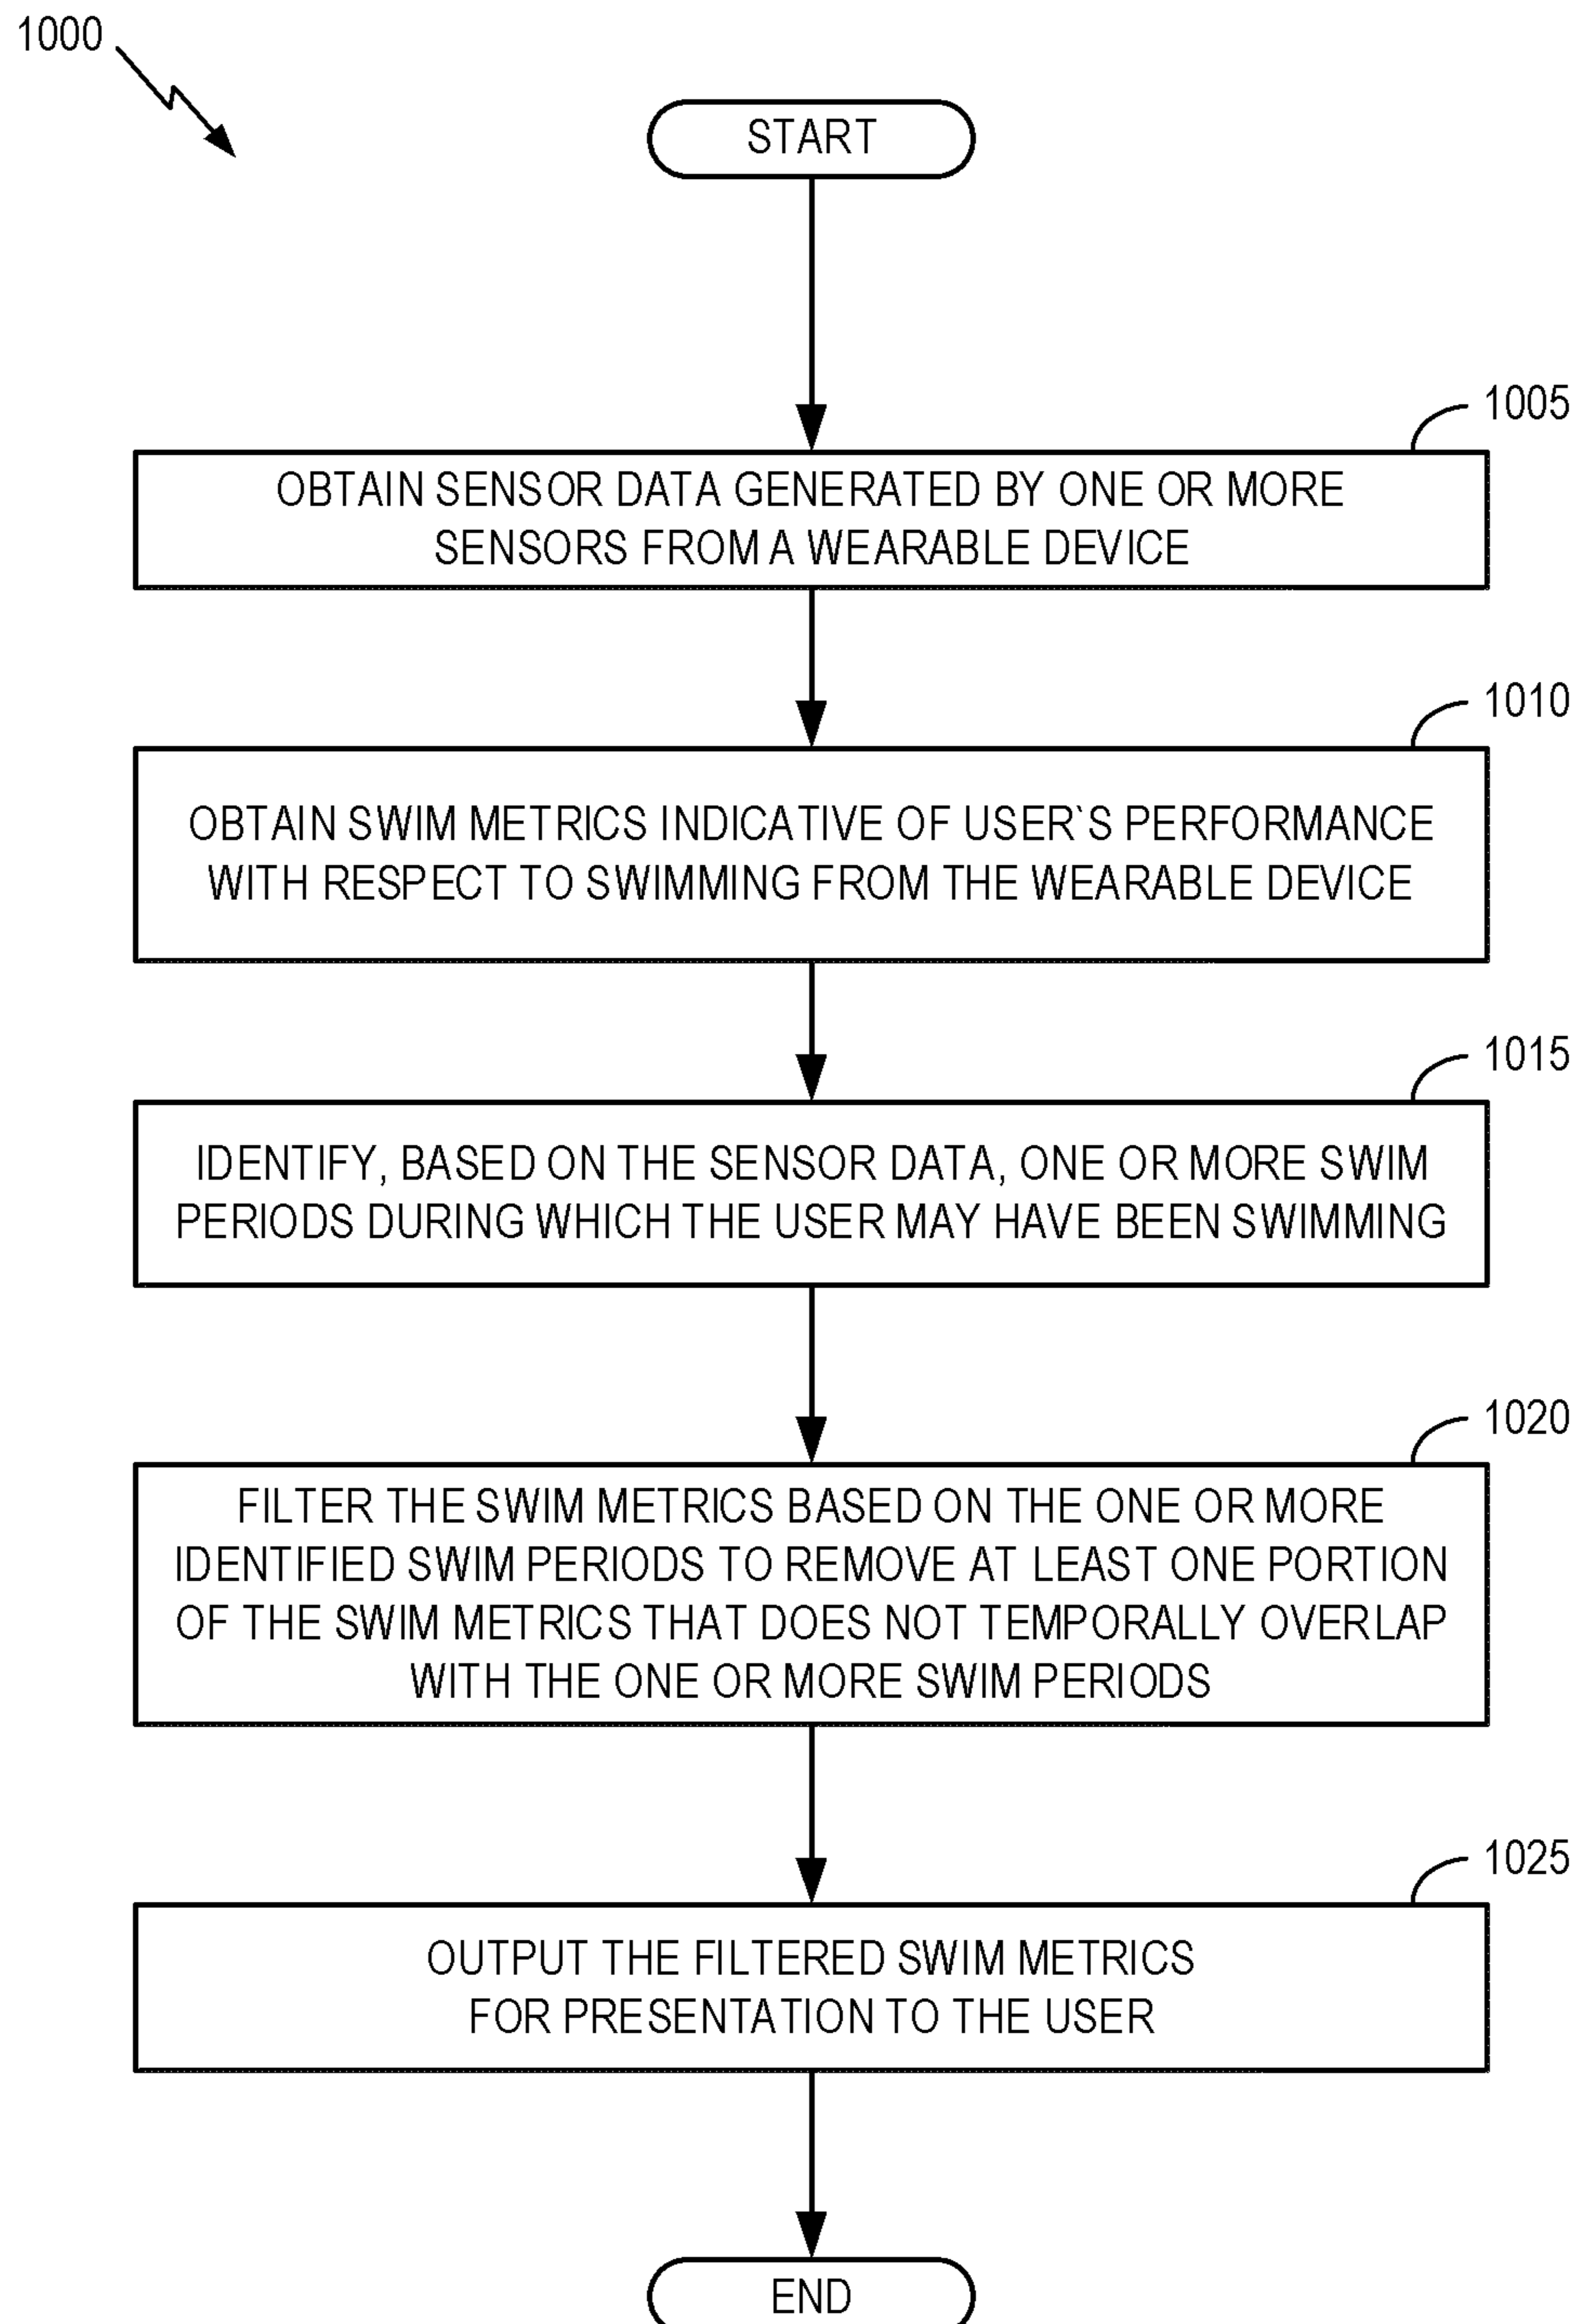 1000
START
1005
OBTAIN SENSOR DATA GENERATED BY ONE OR MORE
SENSORS FROM A WEARABLE DEVICE
1010
OBTAIN SWIM METRICS INDICATIVE OF USER`S PERFORMANCE
WITH RESPECT TO SWIMMING FROM THE WEARABLE DEVICE
1015
IDENTIFY, BASED ON THE SENSOR DATA, ONE OR MORE SWIM
PERIODS DURING WHICH THE USER MAY HAVE BEEN SWIMMING
1020
FILTER THE SWIM METRICS BASED ON THE ONE OR MORE
IDENTIFIED SWIM PERIODS TO REMOVE AT LEAST ONE PORTION
OF THE SWIM METRICS THAT DOES NOT TEMPORALLY OVERLAP
WITH THE ONE OR MORE SWIM PERIODS
1025
OUTPUT THE FILTERED SWIM METRICS
FOR PRESENTATION TO THE USER
END